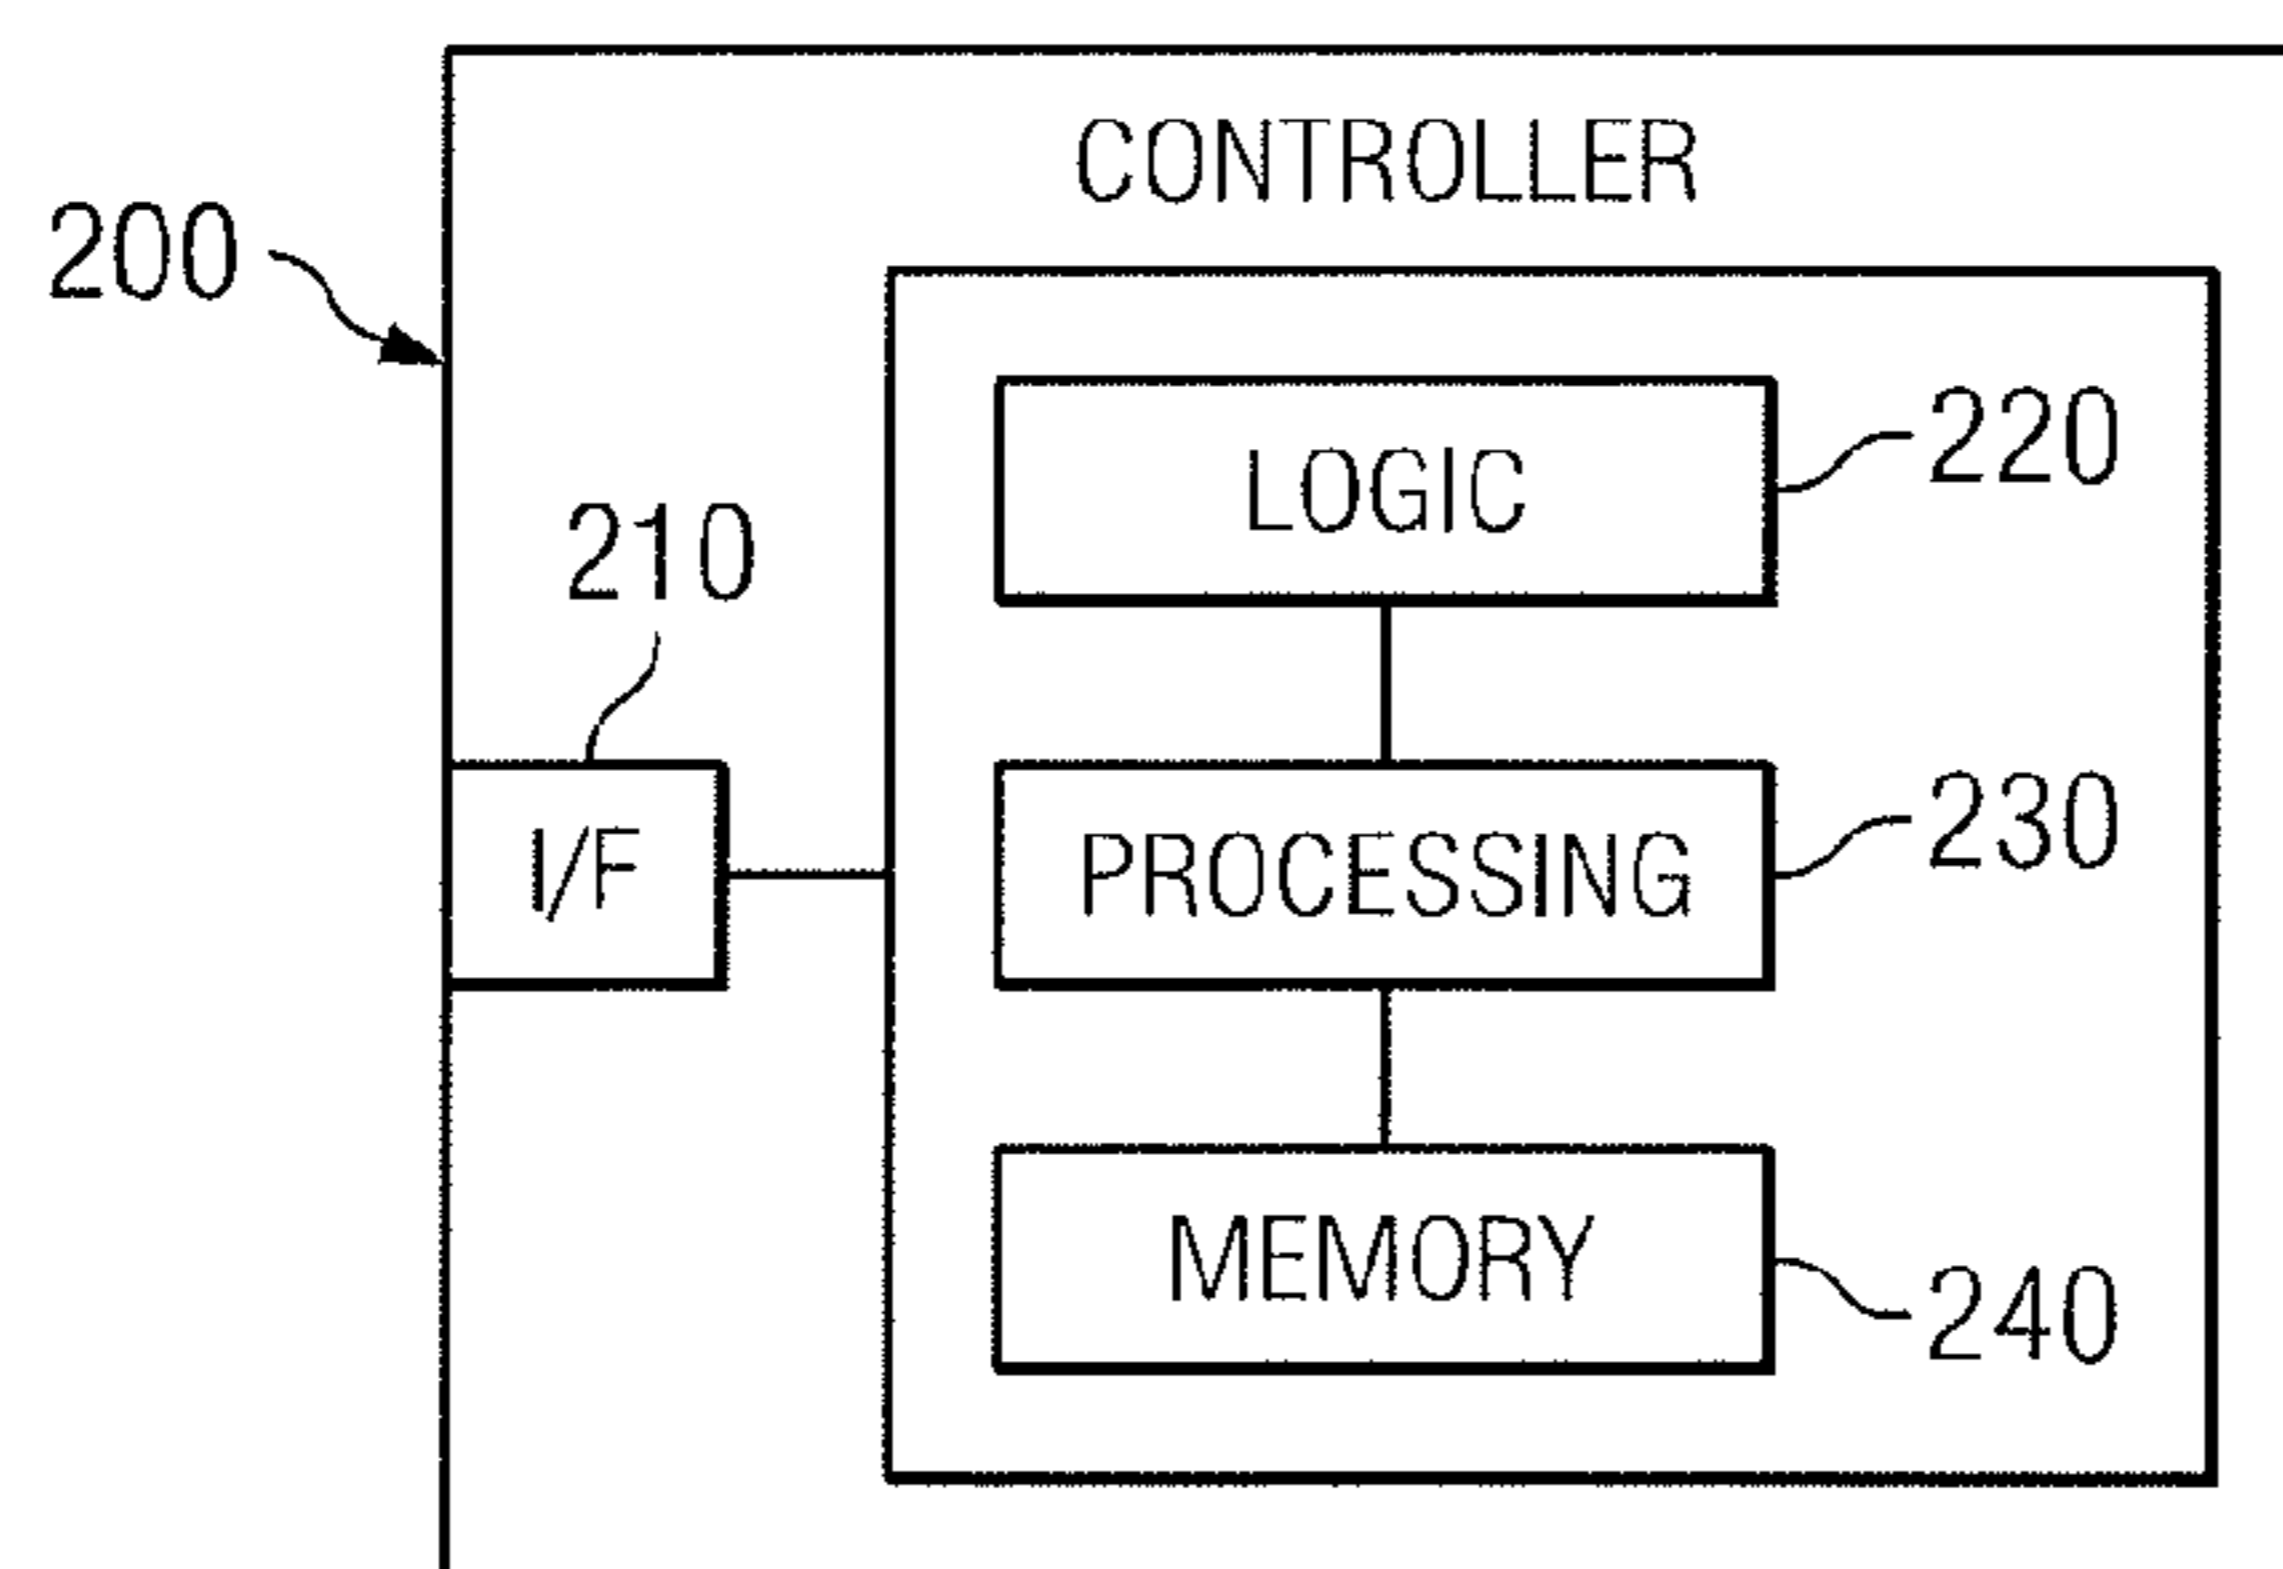 CONTROLLER
200
LOGIC
220
210
I/F
PROCESSING
230
MEMORY
240